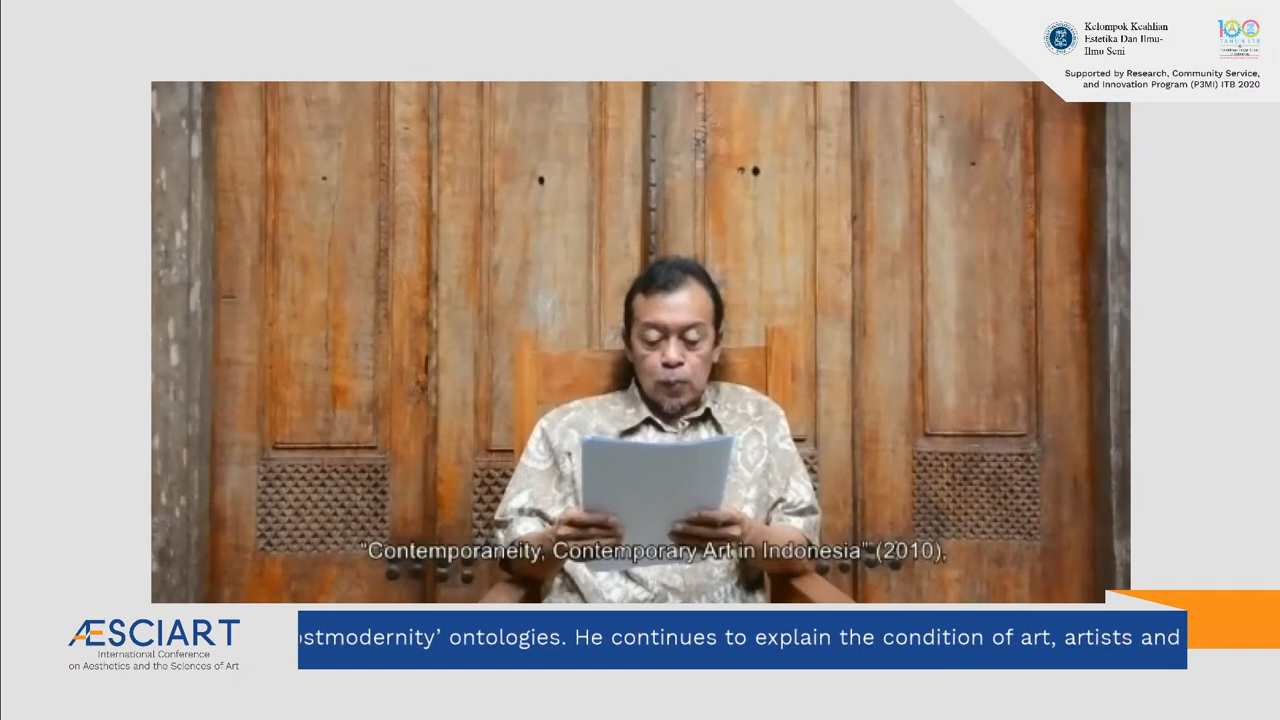 Kelompok Keahlian
Estetika Dan Ilmu-
Ilmu Seni
100
Supported by Research, Community Service,
and Innovation Program (P3MI) ITB 2020
"Contemporaneity, Contemporary Art in Indonesia" (2010),
ÆSCIART
International Conference
on Aesthetics and the Sciences of Art
ostmodernity' ontologies. He continues to explain the condition of art, artists and